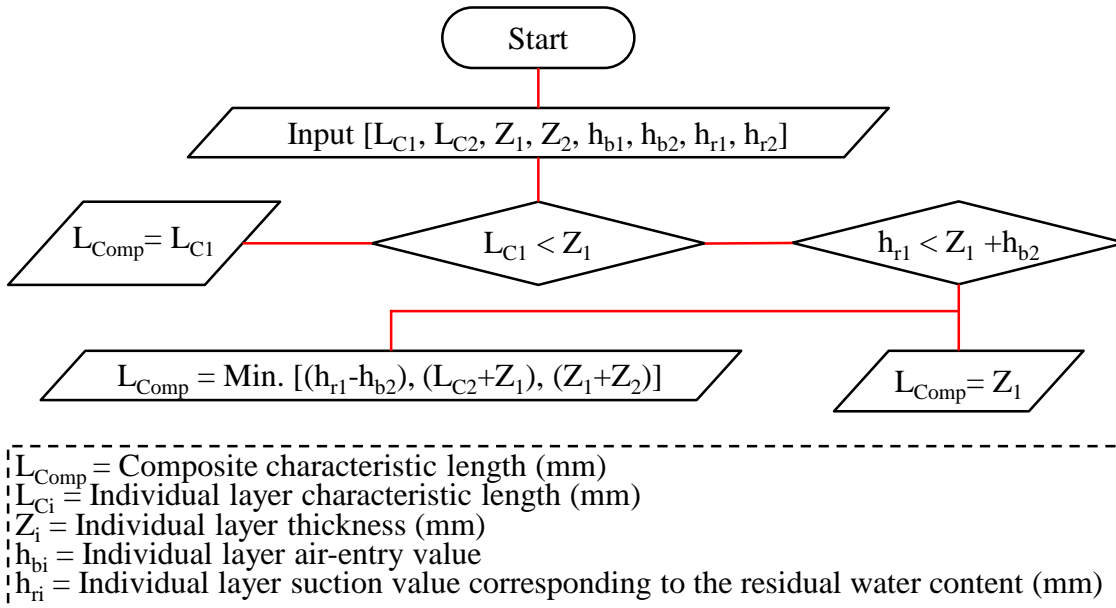 Start
Input [L_C1, L_C2, Z_1, Z_2, h_b1, h_b2, h_r1, h_r2]
L_Comp= L_C1
L_C1 < Z_1
h_r1 < Z_1 +h_b2
L_Comp = Min. [(h_r1-h_b2), (L_C2+Z_1), (Z_1+Z_2)]
L_Comp= Z_1
L_Comp = Composite characteristic length (mm)
L_Ci = Individual layer characteristic length (mm)
Z_i = Individual layer thickness (mm)
h_bi = Individual layer air-entry value
h_ri = Individual layer suction value corresponding to the residual water content (mm)